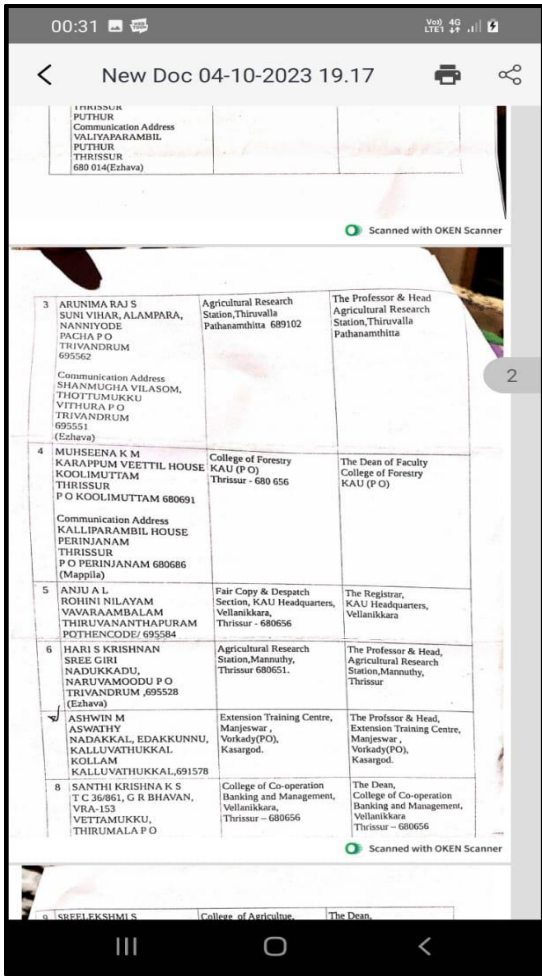 00:31
Vo)) 4G
LTE1
New Doc 04-10-2023 19.17
THRISSUR
PUTHUR
Communication Address
VALIYAPARAMBIL
PUTHUR
THRISSUR
680 014(Ezhava)
Scanned with OKEN Scanner
2
3 ARUNIMA RAJ S
SUNI VIHAR, ALAMPARA,
NANNIYODE
PACHA P O
TRIVANDRUM
695562
Communication Address
SHANMUGHA VILASOM,
THOTTUMUKKU
VITHURA P O
TRIVANDRUM
695551
(Ezhava)
Agricultural Research
Station,Thiruvalla
Pathanamthitta 689102
The Professor & Head
Agricultural Research
Station,Thiruvalla
Pathanamthitta
4 MUHSEENA K M
KARAPPUM VEETTIL HOUSE
KOOLIMUTTAM
THRISSUR
P O KOOLIMUTTAM 680691
Communication Address
KALLIPARAMBIL HOUSE
PERINJANAM
THRISSUR
P O PERINJANAM 680686
(Mappila)
College of Forestry
KAU (P O)
Thrissur - 680 656
The Dean of Faculty
College of Forestry
KAU (P O)
5 ANJU A L
ROHINI NILAYAM
VAVARAAMBALAM
THIRUVANANTHAPURAM
POTHENCODE/ 695584
Fair Copy & Despatch
Section, KAU Headquarters,
Vellanikkara,
Thrissur - 680656
The Registrar,
KAU Headquarters,
Vellanikkara
6 HARI S KRISHNAN
SREE GIRI
NADUKKADU,
NARUVAMOODU P O
TRIVANDRUM ,695528
(Ezhava)
Agricultural Research
Station,Mannuthy,
Thrissur 680651.
The Professor & Head,
Agricultural Research
Station,Mannuthy,
Thrissur
ASHWIN M
ASWATHY
NADAKKAL, EDAKKUNNU,
KALLUVATHUKKAL
KOLLAM
KALLUVATHUKKAL,691578
Extension Training Centre,
Manjeswar ,
Vorkady(PO),
Kasargod.
The Profssor & Head,
Extension Training Centre,
Manjeswar ,
Vorkady(PO),
Kasargod.
8 SANTHI KRISHNA K S
T C 36/861, G R BHAVAN,
VRA-153
VETTAMUKKU,
THIRUMALA P O
College of Co-operation
Banking and Management,
Vellanikkara,
Thrissur – 680656
The Dean,
College of Co-operation
Banking and Management,
Vellanikkara
Thrissur – 680656
Scanned with OKEN Scanner
9 SREELEKSHMI S
College of Agricultue,
The Dean,